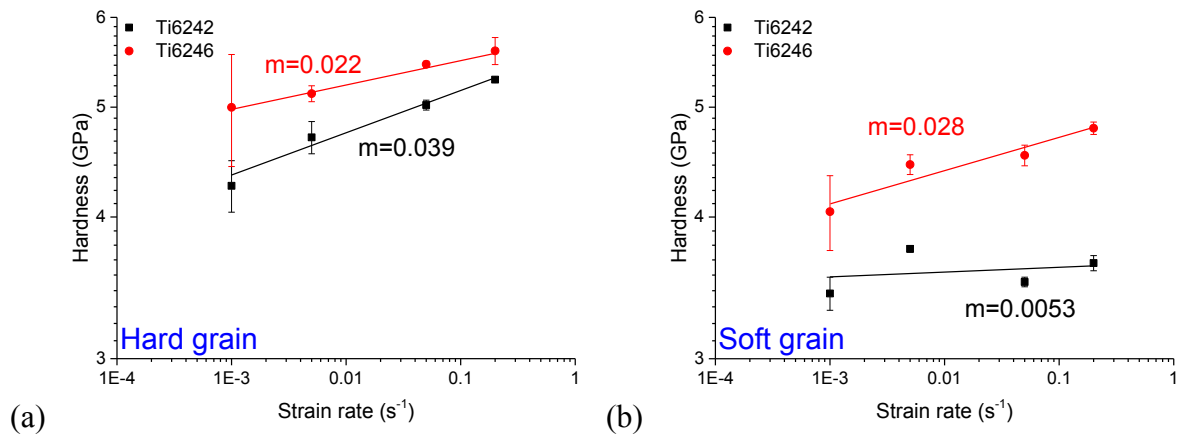 Ti6242
Ti6246
m=0.022
m=0.039
Hard grain
6
5
4
3
Hardness (GPa)
1E-4
1E-3
0.01
0.1
1
Strain rate (s⁻¹)
(a)
Ti6242
Ti6246
m=0.028
m=0.0053
Soft grain
6
5
4
3
Hardness (GPa)
1E-4
1E-3
0.01
0.1
1
Strain rate (s⁻¹)
(b)